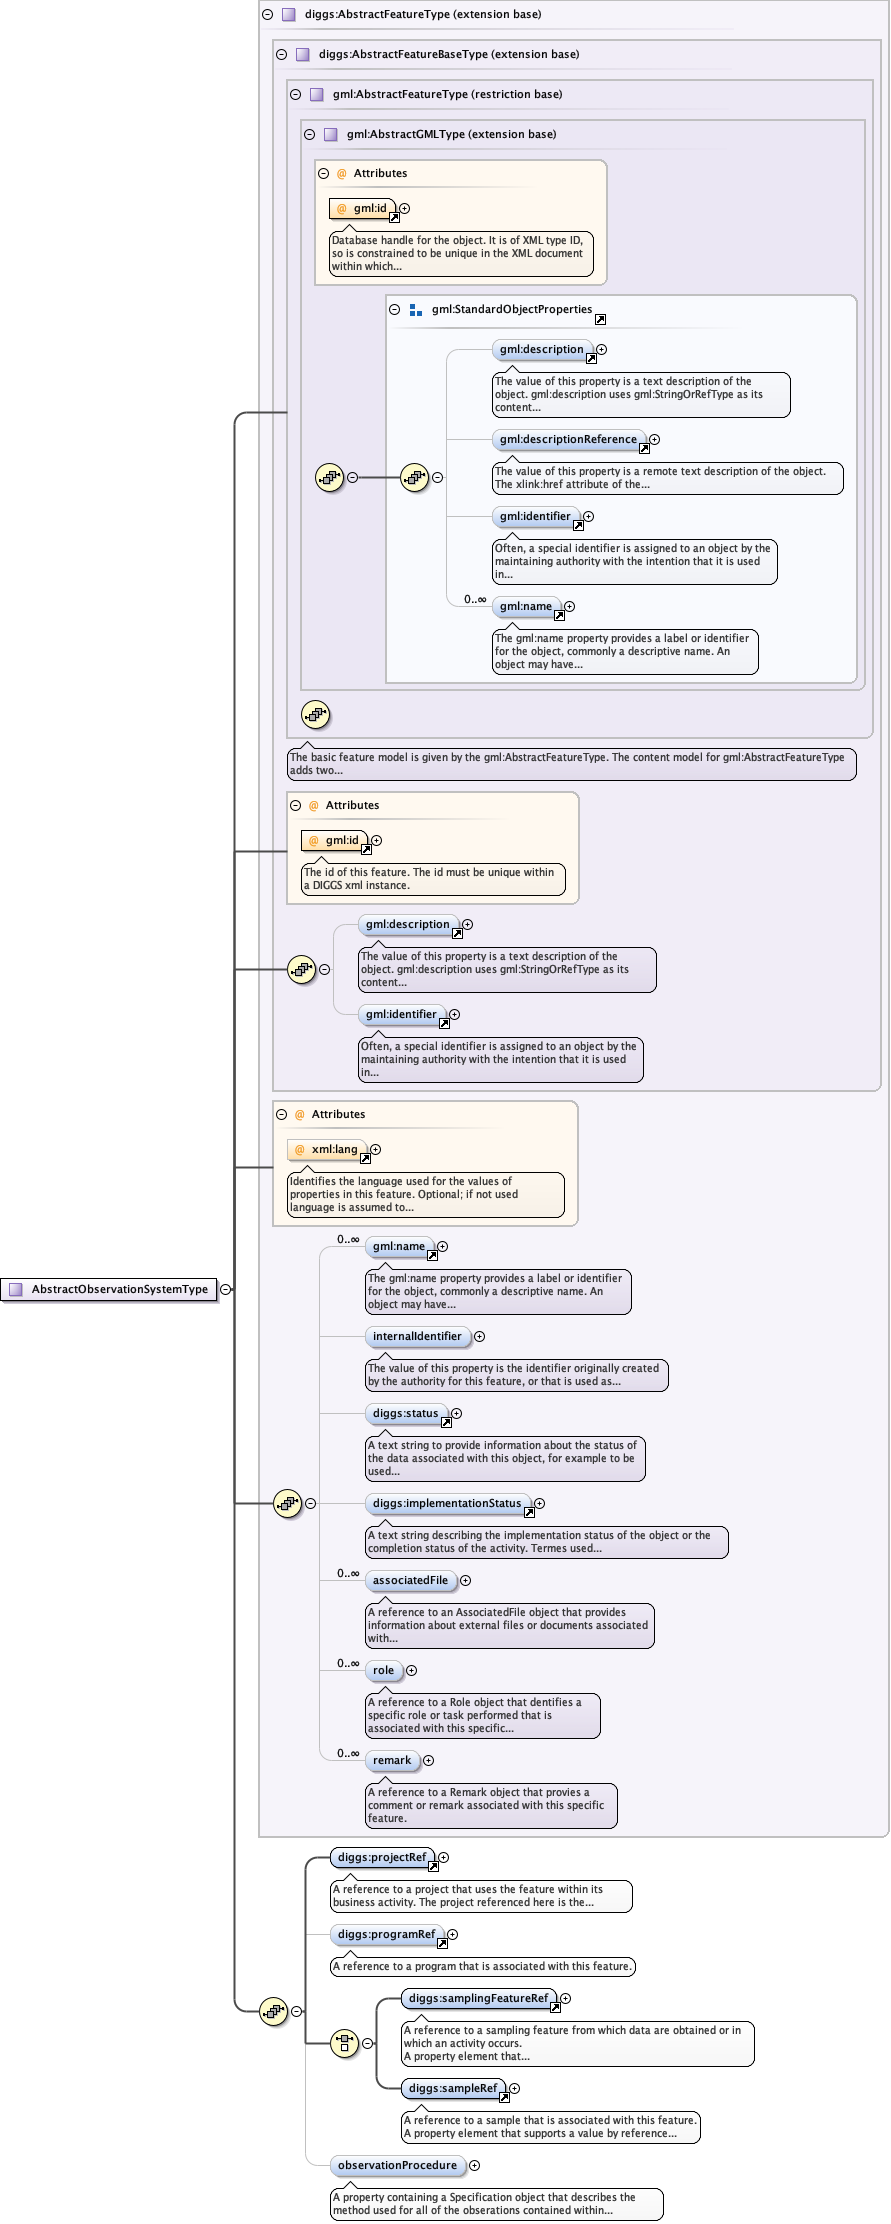 diggs:AbstractFeatureType (extension base)
diggs:AbstractFeatureBaseType (extension base)
gml:AbstractFeatureType (restriction base)
gml:AbstractGMLType (extension base)
@ Attributes
@ gml:id
Database handle for the object. It is of XML type ID,
so is constrained to be unique in the XML document
within which...
gml:StandardObjectProperties
gml:description
The value of this property is a text description of the
object. gml:description uses gml:StringOrRefType as its
content...
gml:descriptionReference
The value of this property is a remote text description of the object.
The xlink:href attribute of the...
gml:identifier
Often, a special identifier is assigned to an object by the
maintaining authority with the intention that it is used
in...
0..∞
gml:name
The gml:name property provides a label or identifier
for the object, commonly a descriptive name. An
object may have...
The basic feature model is given by the gml:AbstractFeatureType. The content model for gml:AbstractFeatureType
adds two...
@ Attributes
@ gml:id
The id of this feature. The id must be unique within
a DIGGS xml instance.
gml:description
The value of this property is a text description of the
object. gml:description uses gml:StringOrRefType as its
content...
gml:identifier
Often, a special identifier is assigned to an object by the
maintaining authority with the intention that it is used
in...
@ Attributes
@ xml:lang
Identifies the language used for the values of
properties in this feature. Optional; if not used
language is assumed to...
0..∞
gml:name
The gml:name property provides a label or identifier
for the object, commonly a descriptive name. An
object may have...
AbstractObservationSystemType
internalIdentifier
The value of this property is the identifier originally created
by the authority for this feature, or that is used as...
diggs:status
A text string to provide information about the status of
the data associated with this object, for example to be
used...
diggs:implementationStatus
A text string describing the implementation status of the object or the
completion status of the activity. Termes used...
0..∞
associatedFile
A reference to an AssociatedFile object that provides
information about external files or documents associated
with...
0..∞
role
A reference to a Role object that dentifies a
specific role or task performed that is
associated with this specific...
0..∞
remark
A reference to a Remark object that provies a
comment or remark associated with this specific
feature.
diggs:projectRef
A reference to a project that uses the feature within its
business activity. The project referenced here is the...
diggs:programRef
A reference to a program that is associated with this feature.
diggs:samplingFeatureRef
A reference to a sampling feature from which data are obtained or in
which an activity occurs.
A property element that...
diggs:sampleRef
A reference to a sample that is associated with this feature.
A property element that supports a value by reference...
observationProcedure
A property containing a Specification object that describes the
method used for all of the obserations contained within...